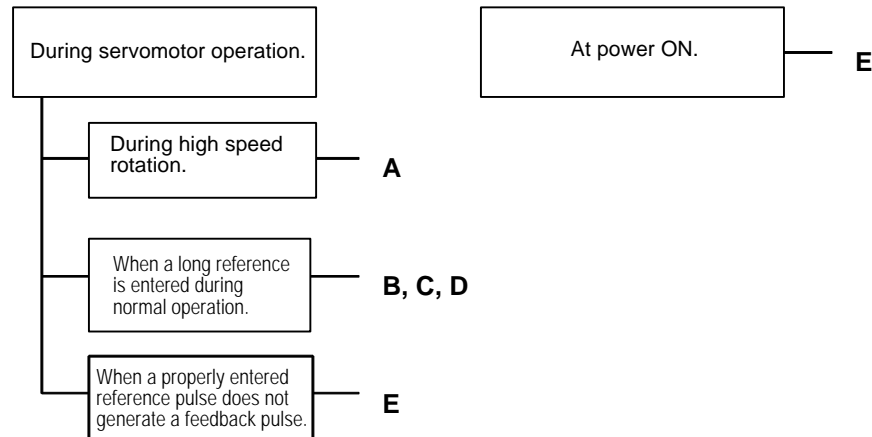 During servomotor operation.
At power ON.
E
During high speed
rotation.
A
When a long reference
is entered during
normal operation.
B, C, D
When a properly entered
reference pulse does not
generate a feedback pulse.
E